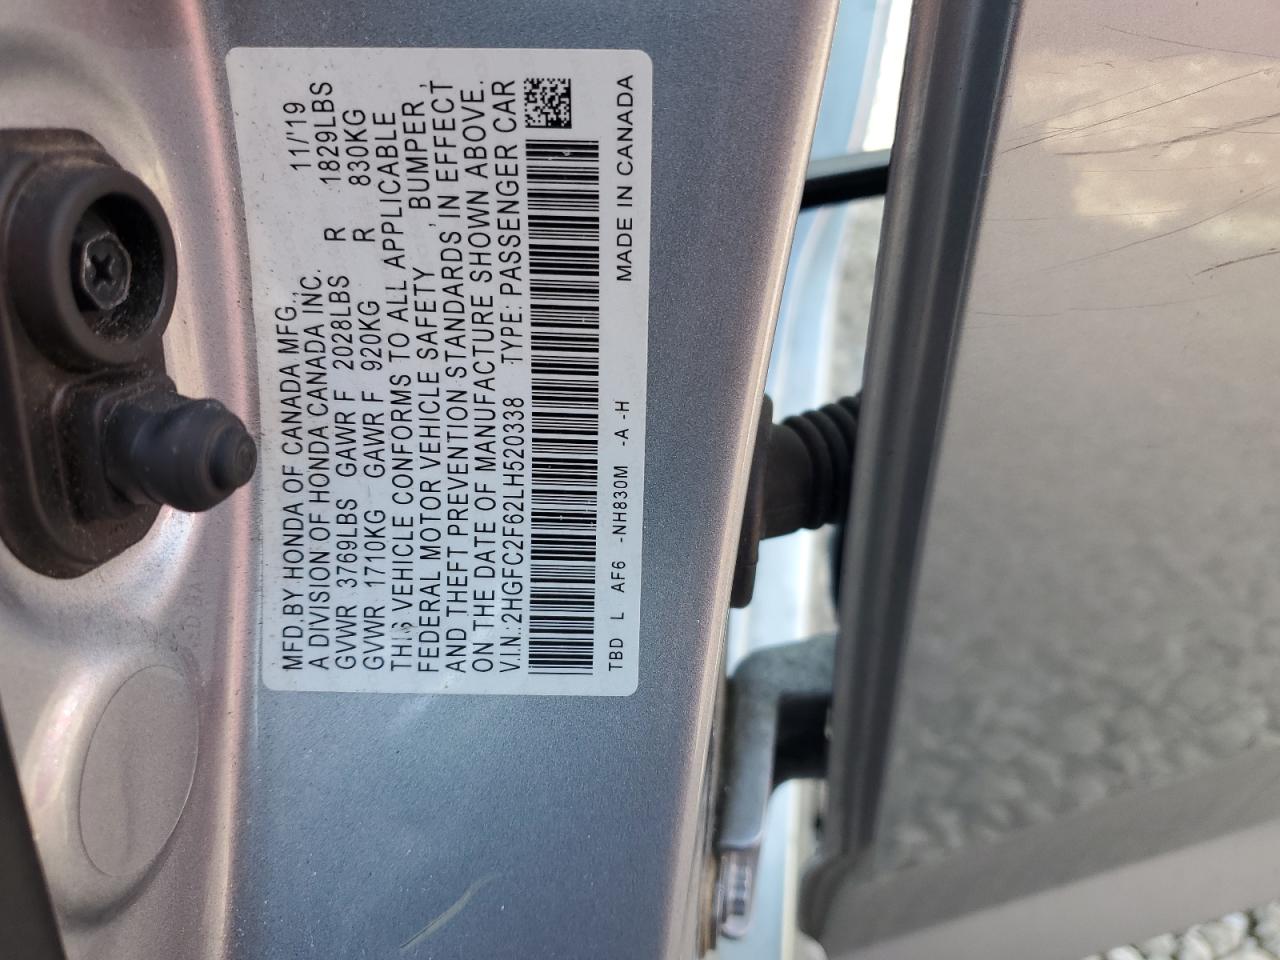 MFD.BY HONDA OF CANADA MFG., 11/'19
A DIVISION OF HONDA CANADA INC.
GVWR 3769LBS GAWR F 2028LBS R 1829LBS
GVWR 1710KG GAWR F 920KG R 830KG
THIS VEHICLE CONFORMS TO ALL APPLICABLE
FEDERAL MOTOR VEHICLE SAFETY , BUMPER ,
AND THEFT PREVENTION STANDARDS IN EFFECT
ON THE DATE OF MANUFACTURE SHOWN ABOVE.
V.I.N.:2HGFC2F62LH520338 TYPE: PASSENGER CAR
TBD L AF6 -NH830M -A -H MADE IN CANADA